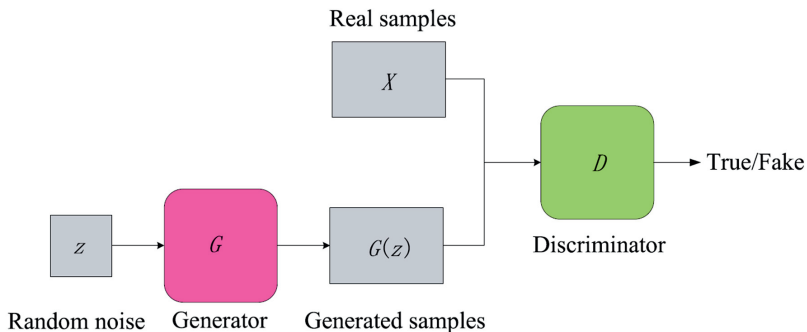 Real samples
X
D
True/Fake
z
G
G(z)
Discriminator
Random noise
Generator
Generated samples